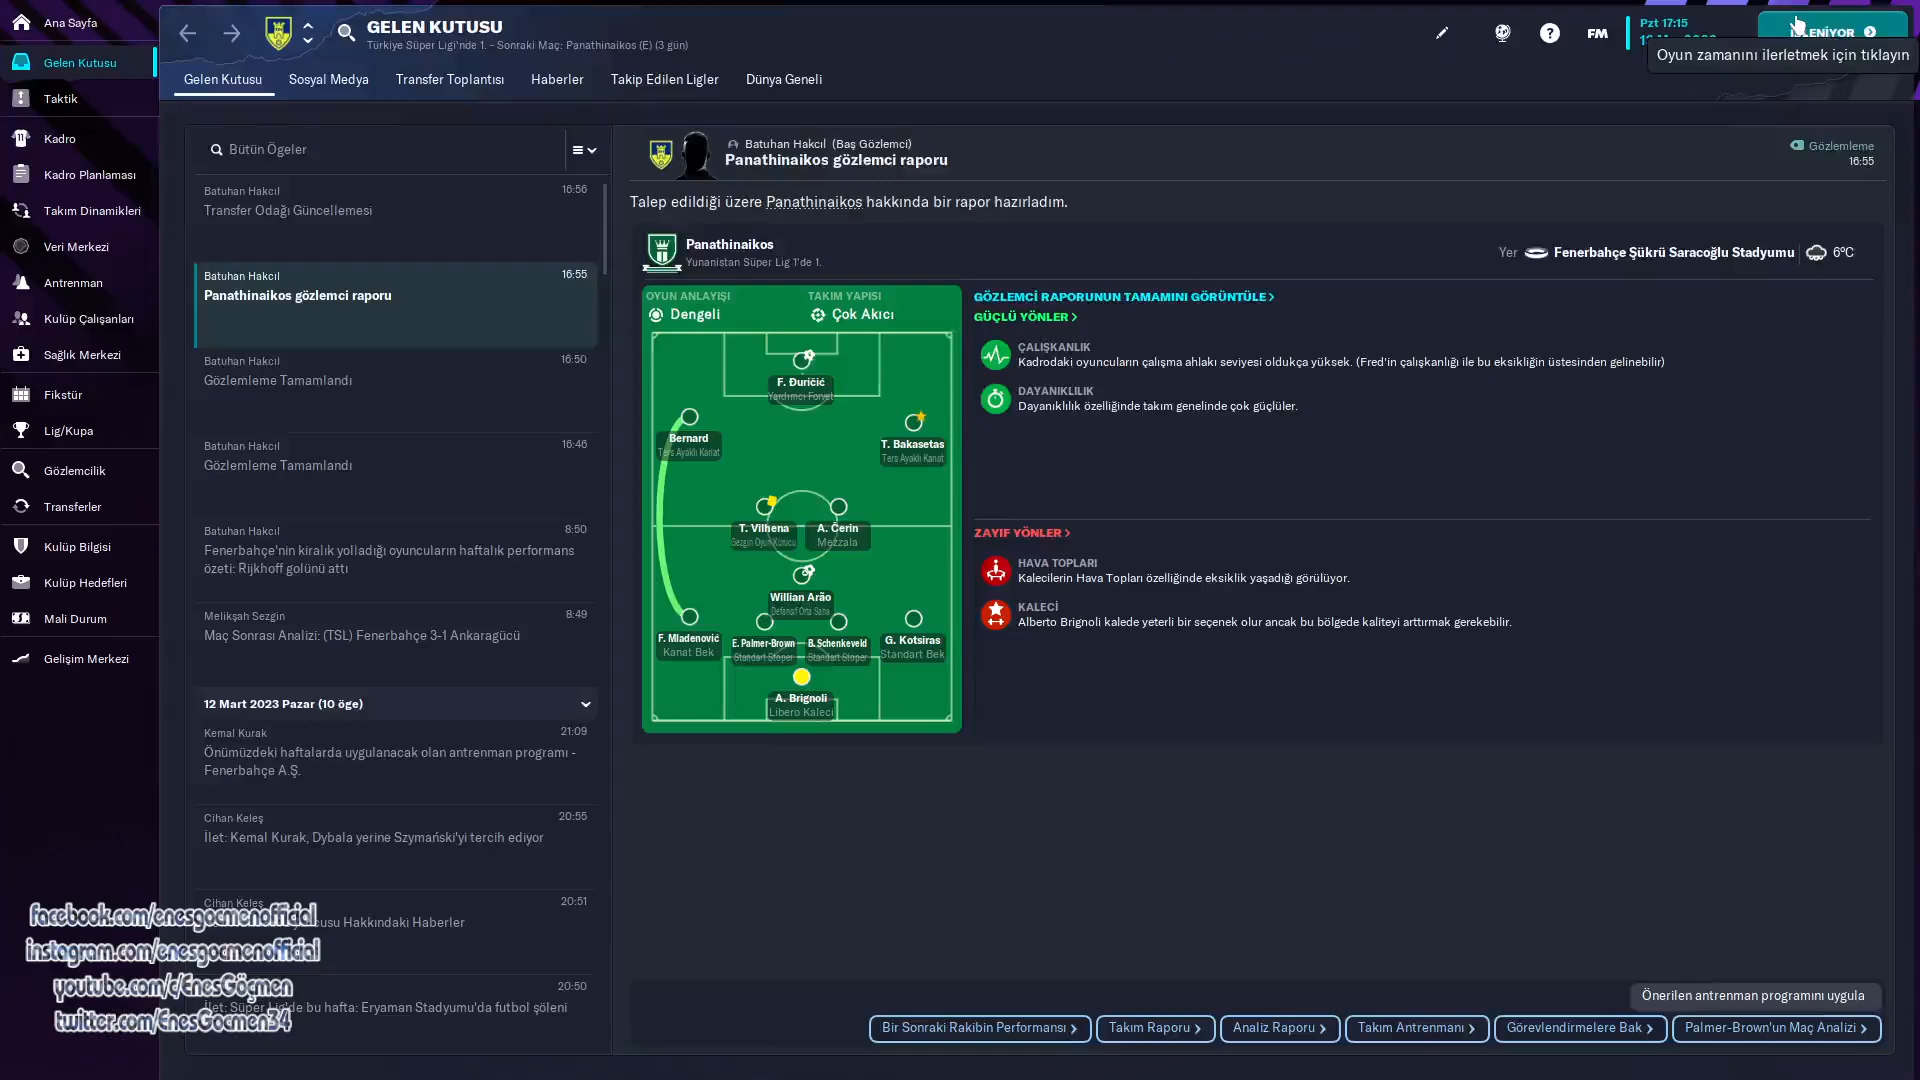 Ana Sayfa
Gelen Kutusu
Taktik
Kadro
Kadro Planlaması
Takım Dinamikleri
Veri Merkezi
Antrenman
Kulüp Çalışanları
Sağlık Merkezi
Fikstür
Lig/Kupa
Gözlemcilik
Transferler
Kulüp Bilgisi
Kulüp Hedefleri
Mali Durum
Gelişim Merkezi
GELEN KUTUSU
Türkiye Süper Ligi'nde 1. - Sonraki Maç: Panathinaikos (E) (3 gün)
FM
Pzt 17:15
Oyun zamanını ilerletmek için tıklayın
Gelen Kutusu
Sosyal Medya
Transfer Toplantısı
Haberler
Takip Edilen Ligler
Dünya Geneli
Bütün Ögeler
Batuhan Hakcıl 16:56
Transfer Odağı Güncellemesi
Batuhan Hakcıl 16:55
Panathinaikos gözlemci raporu
Batuhan Hakcıl 16:50
Gözlemleme Tamamlandı
Batuhan Hakcıl 16:46
Gözlemleme Tamamlandı
Batuhan Hakcıl 8:50
Fenerbahçe'nin kiralık yolladığı oyuncuların haftalık performans
özeti: Rijkhoff golünü attı
Melikşah Sezgin 8:49
Maç Sonrası Analizi: (TSL) Fenerbahçe 3-1 Ankaragücü
12 Mart 2023 Pazar (10 öge)
Kemal Kurak 21:09
Önümüzdeki haftalarda uygulanacak olan antrenman programı -
Fenerbahçe A.Ş.
Cihan Keleş 20:55
İlet: Kemal Kurak, Dybala yerine Szymański'yi tercih ediyor
Cihan Keleş 20:51
Hakkındaki Haberler
20:50
İlet: Süper Lig'de bu hafta: Eryaman Stadyumu'da futbol şöleni
facebook.com/enesgocmenofficial
instagram.com/enesgocmenofficial
youtube.com/c/EnesGöçmen
twitter.com/EnesGocmen34
Batuhan Hakcıl (Baş Gözlemci)
Panathinaikos gözlemci raporu
Gözlemleme
16:55
Talep edildiği üzere Panathinaikos hakkında bir rapor hazırladım.
Panathinaikos
Yunanistan Süper Lig 1'de 1.
Yer Fenerbahçe Şükrü Saracoğlu Stadyumu 6°C
OYUN ANLAYIŞI TAKIM YAPISI
Dengeli Çok Akıcı
F. Đuričić
Yardımcı Forvet
Bernard
Ters Ayaklı Kanat
T. Bakasetas
Ters Ayaklı Kanat
T. Vilhena
Sezgin Oyun Kurucu
A. Čerin
Mezzala
Willian Arão
Defansif Orta Saha
F. Mladenović
Kanat Bek
E. Palmer-Brown
Standart Stoper
B. Schenkeveld
Standart Stoper
G. Kotsiras
Standart Bek
A. Brignoli
Libero Kaleci
GÖZLEMCİ RAPORUNUN TAMAMINI GÖRÜNTÜLE
GÜÇLÜ YÖNLER
ÇALIŞKANLIK
Kadrodaki oyuncuların çalışma ahlakı seviyesi oldukça yüksek. (Fred'in çalışkanlığı ile bu eksikliğin üstesinden gelinebilir)
DAYANIKLILIK
Dayanıklılık özelliğinde takım genelinde çok güçlüler.
ZAYIF YÖNLER
HAVA TOPLARI
Kalecilerin Hava Topları özelliğinde eksiklik yaşadığı görülüyor.
KALECİ
Alberto Brignoli kalede yeterli bir seçenek olur ancak bu bölgede kaliteyi arttırmak gerekebilir.
Önerilen antrenman programını uygula
Bir Sonraki Rakibin Performansı
Takım Raporu
Analiz Raporu
Takım Antrenmanı
Görevlendirmelere Bak
Palmer-Brown'un Maç Analizi